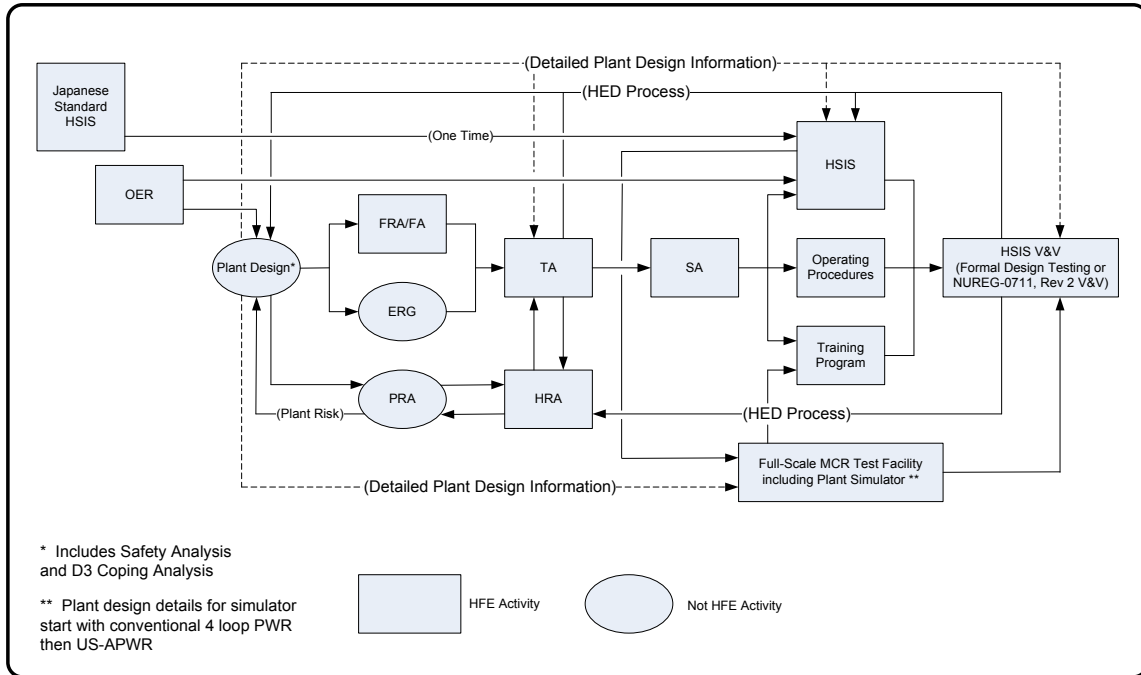 (Detailed Plant Design Information)
Japanese
Standard
HSIS
(HED Process)
(One Time)
HSIS
OER
FRA/FA
Plant Design*
TA
SA
Operating
Procedures
HSIS V&V
(Formal Design Testing or
NUREG-0711, Rev 2 V&V)
ERG
Training
Program
PRA
HRA
(Plant Risk)
(HED Process)
Full-Scale MCR Test Facility
including Plant Simulator **
(Detailed Plant Design Information)
* Includes Safety Analysis
and D3 Coping Analysis
** Plant design details for simulator
start with conventional 4 loop PWR
then US-APWR
HFE Activity
Not HFE Activity